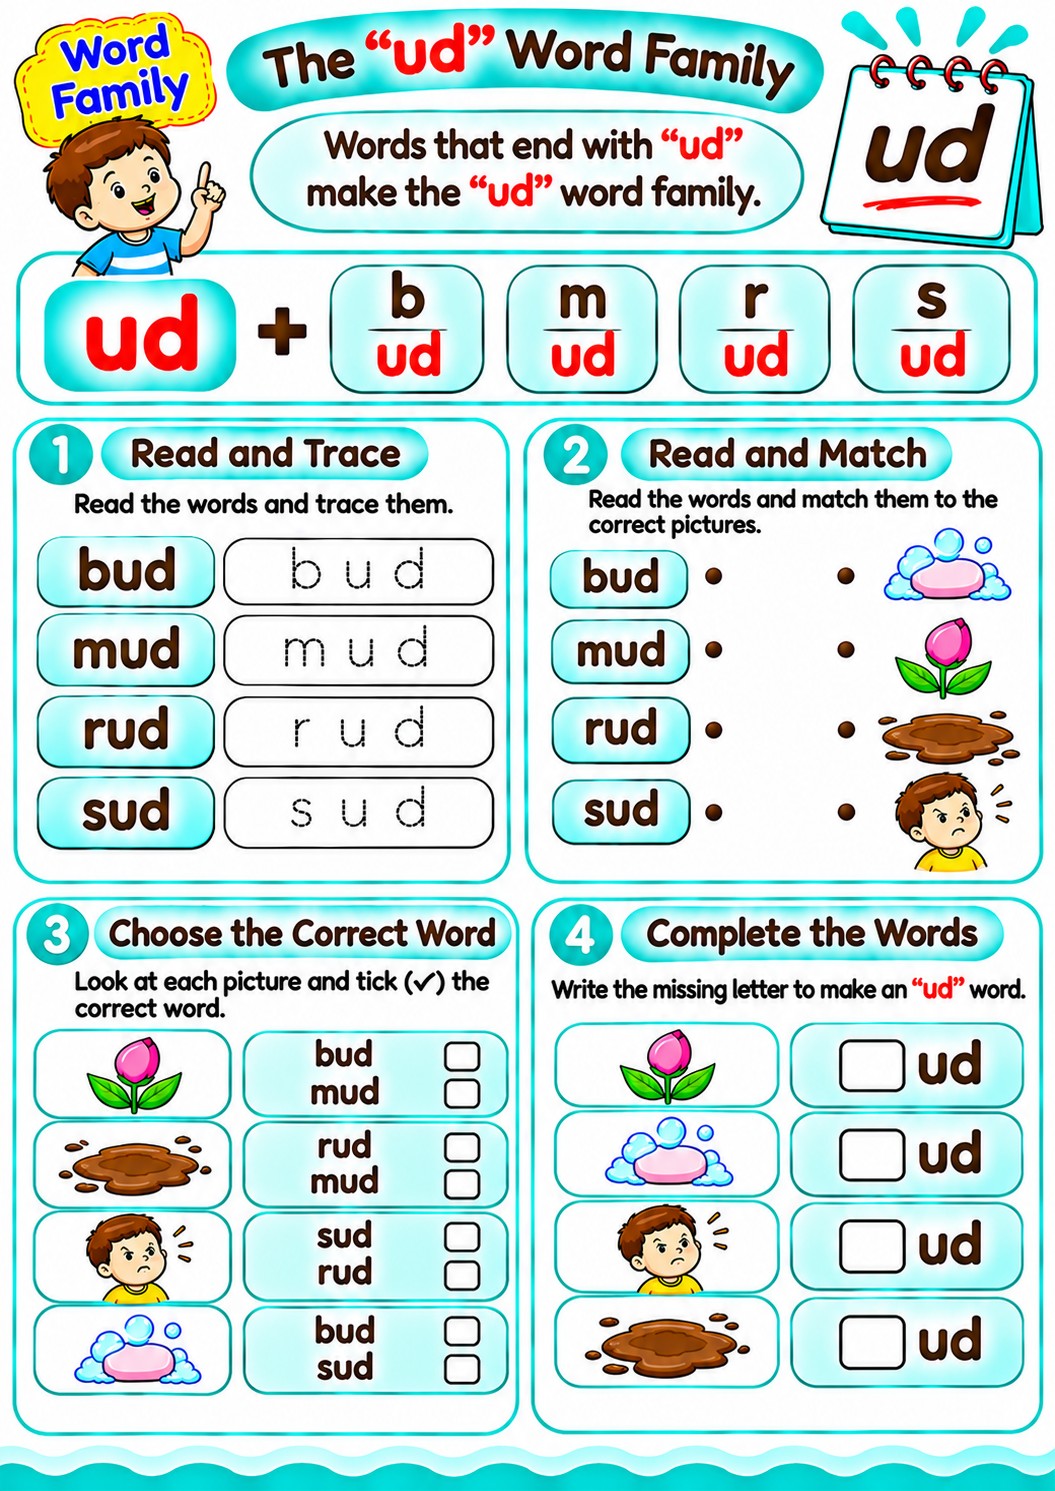 Word
Family
The “ud” Word Family
Words that end with “ud”
make the “ud” word family.
ud
ud + b m r s
ud ud ud ud
1 Read and Trace
Read the words and trace them.
bud b u d
mud m u d
rud r u d
sud s u d
2 Read and Match
Read the words and match them to the
correct pictures.
bud
mud
rud
sud
3 Choose the Correct Word
Look at each picture and tick (✓) the
correct word.
bud
mud
rud
mud
sud
rud
bud
sud
4 Complete the Words
Write the missing letter to make an “ud” word.
ud
ud
ud
ud